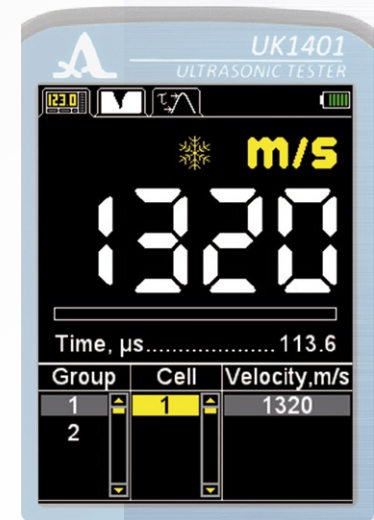 UK1401
ULTRASONIC TESTER
123.0
m/s
1320
Time, µs.....................113.6
Group Cell Velocity,m/s
1 1 1320
2